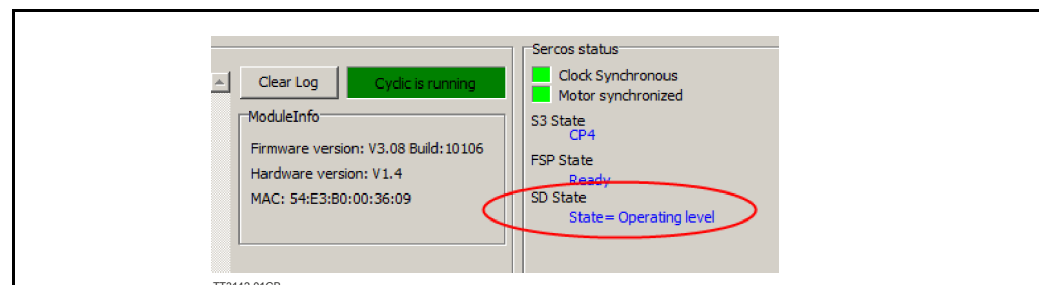 Clear Log
Cyclic is running
ModuleInfo
Firmware version: V3.08 Build:10106
Hardware version: V1.4
MAC: 54:E3:B0:00:36:09
Sercos status
Clock Synchronous
Motor synchronized
S3 State
CP4
FSP State
Ready
SD State
State= Operating level